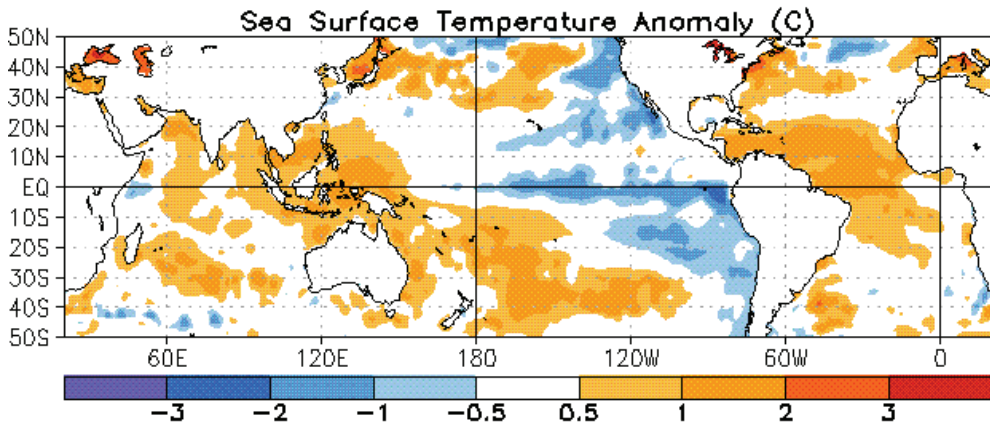 Sea Surface Temperature Anomaly (C)
50N
40N
30N
20N
10N
EQ
10S
20S
30S
40S
50S
60E 120E 180 120W 60W 0
-3 -2 -1 -0.5 0.5 1 2 3